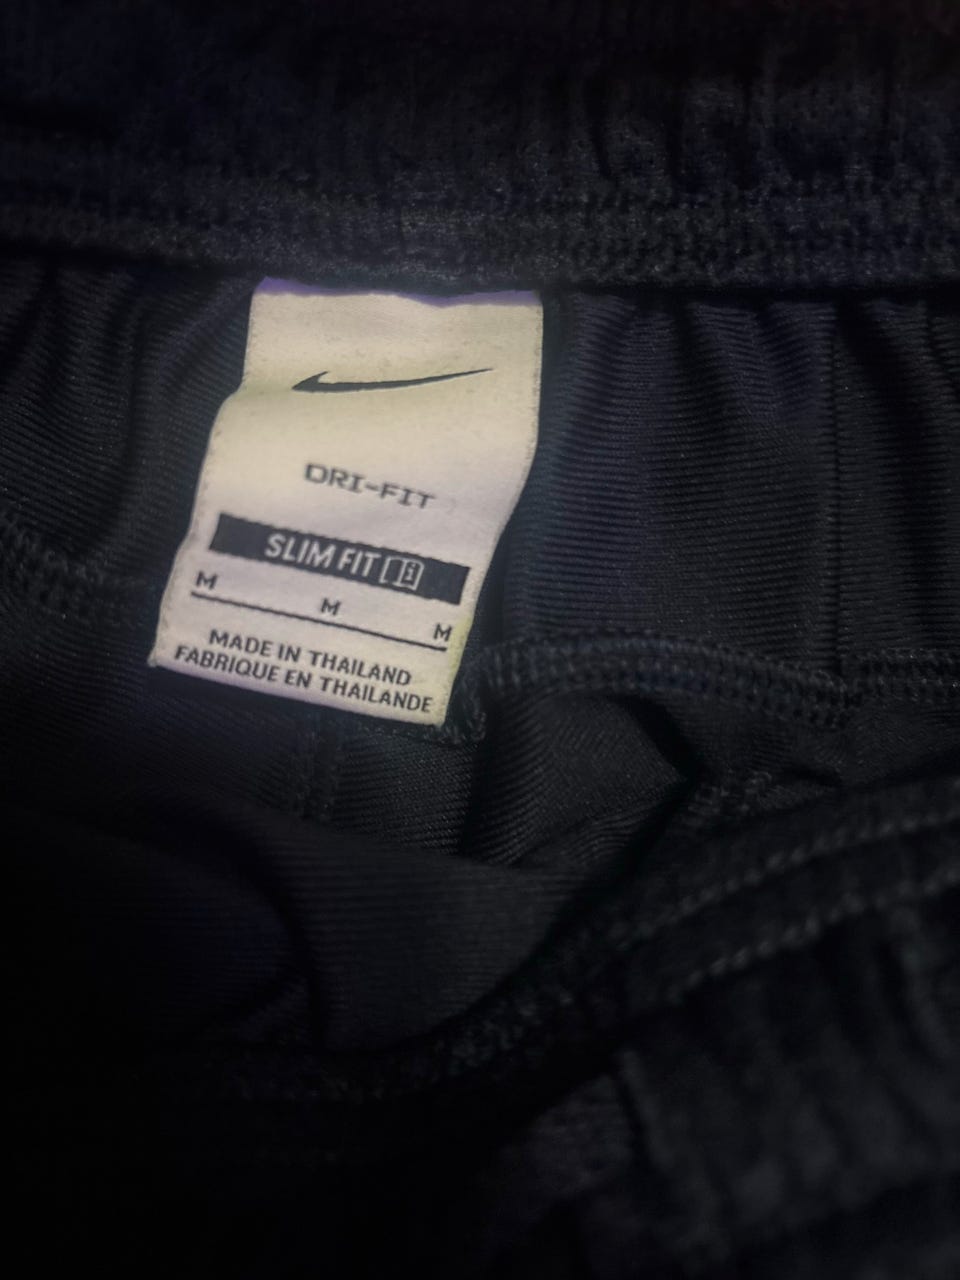 DRI-FIT
SLIM FIT
M M M
MADE IN THAILAND
FABRIQUE EN THAILANDE